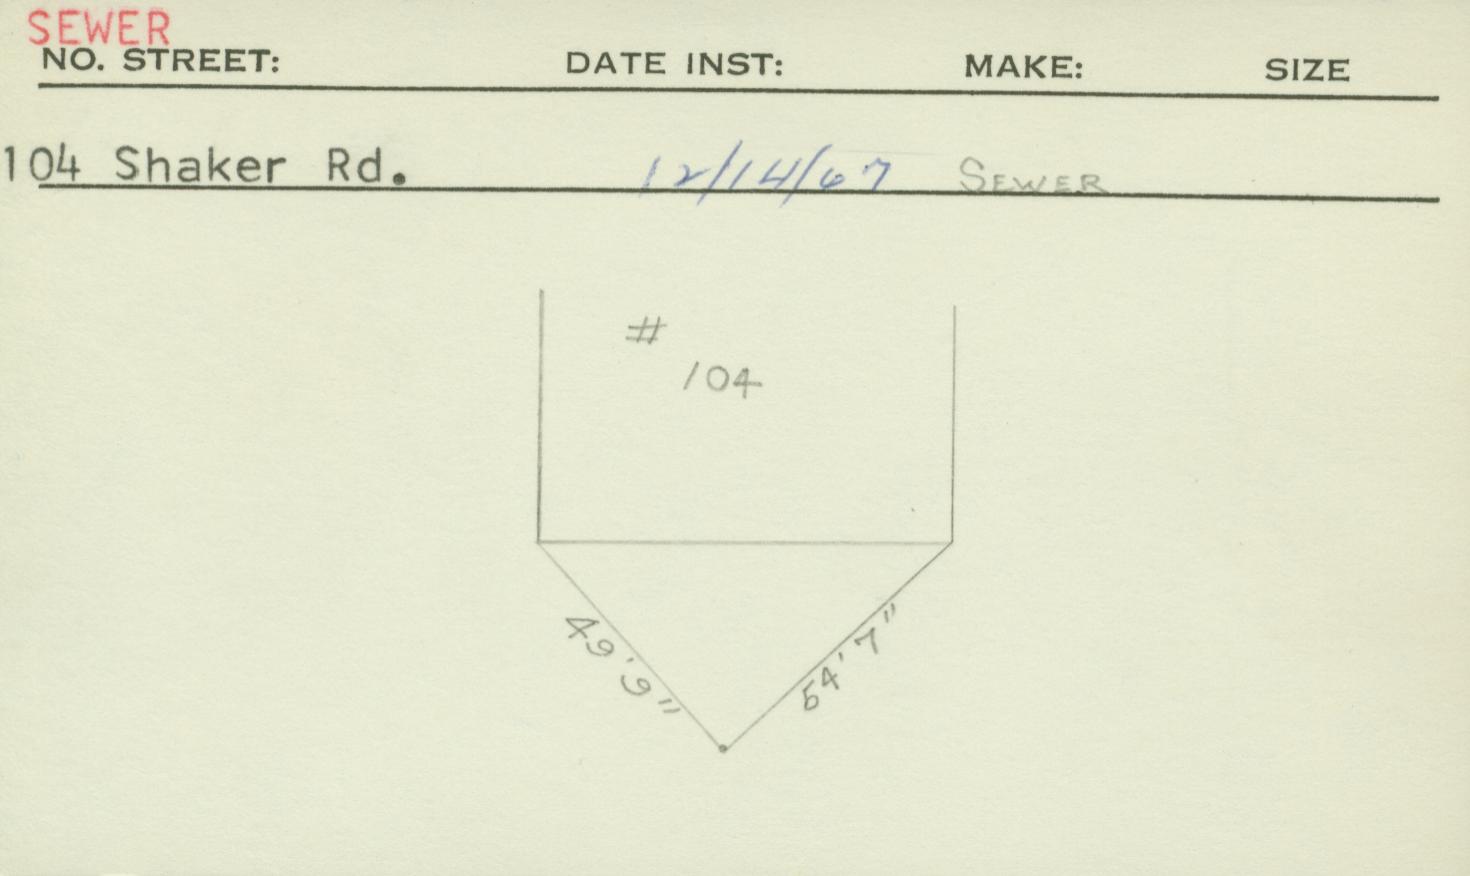 SEWER
NO. STREET: DATE INST: MAKE: SIZE
104 Shaker Rd. 12/14/67 SEWER
#
104
49'9"
54'7"